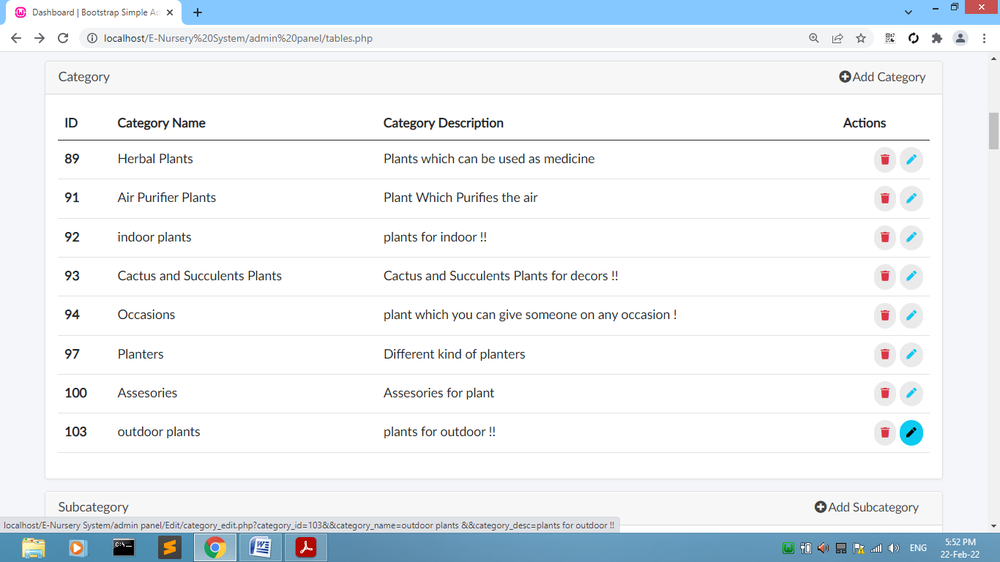 Dashboard | Bootstrap Simple Ad
localhost/E-Nursery%20System/admin%20panel/tables.php
Category
Add Category
ID Category Name Category Description Actions
89 Herbal Plants Plants which can be used as medicine
91 Air Purifier Plants Plant Which Purifies the air
92 indoor plants plants for indoor !!
93 Cactus and Succulents Plants Cactus and Succulents Plants for decors !!
94 Occasions plant which you can give someone on any occasion !
97 Planters Different kind of planters
100 Assesories Assesories for plant
103 outdoor plants plants for outdoor !!
Subcategory
Add Subcategory
localhost/E-Nursery System/admin panel/Edit/category_edit.php?category_id=103&&category_name=outdoor plants &&category_desc=plants for outdoor !!
ENG
5:52 PM
22-Feb-22